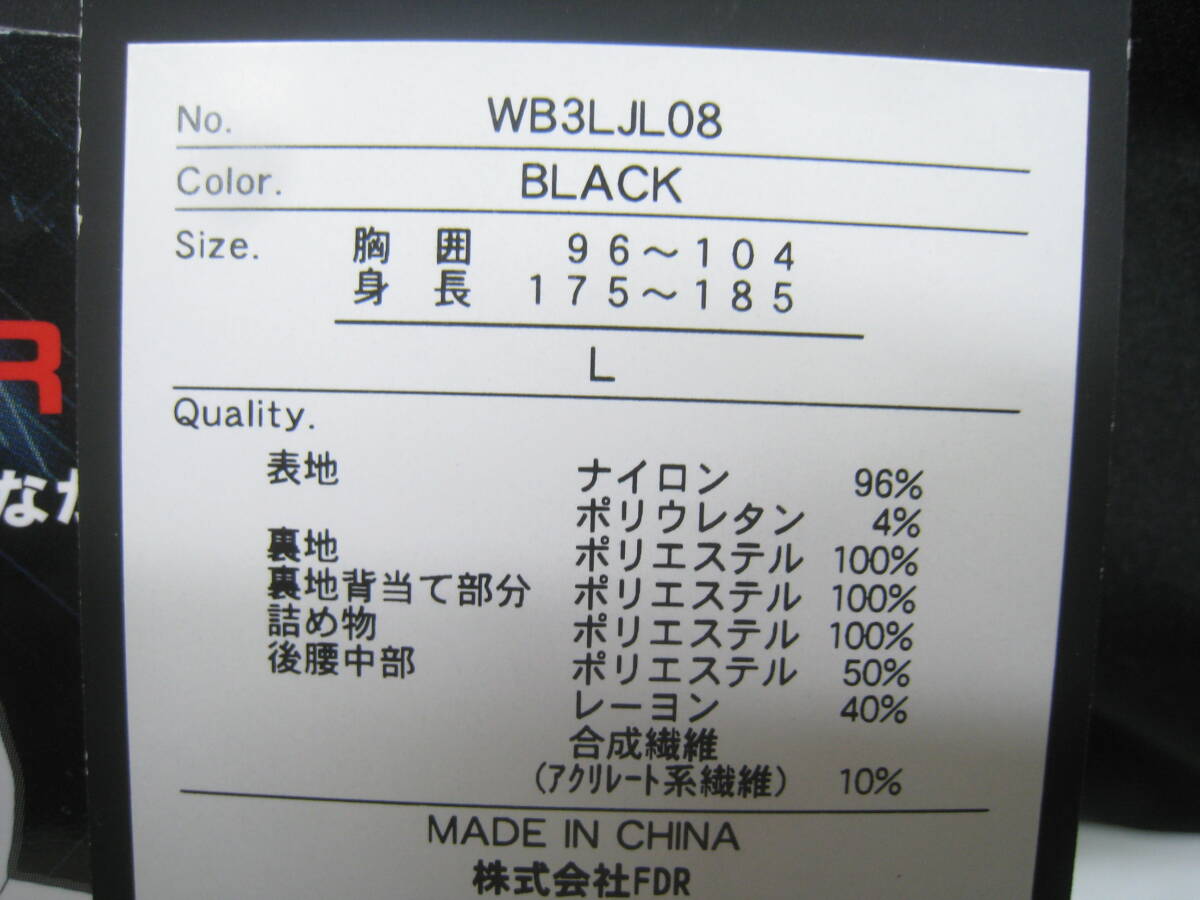 No. WB3LJL08
Color. BLACK
Size. 胸囲 96～104
身長 175～185
L
Quality.
表地 ナイロン 96%
ポリウレタン 4%
裏地 ポリエステル 100%
裏地背当て部分 ポリエステル 100%
詰め物 ポリエステル 100%
後腰中部 ポリエステル 50%
レーヨン 40%
合成繊維
(アクリレート系繊維) 10%
MADE IN CHINA
株式会社FDR
R
な